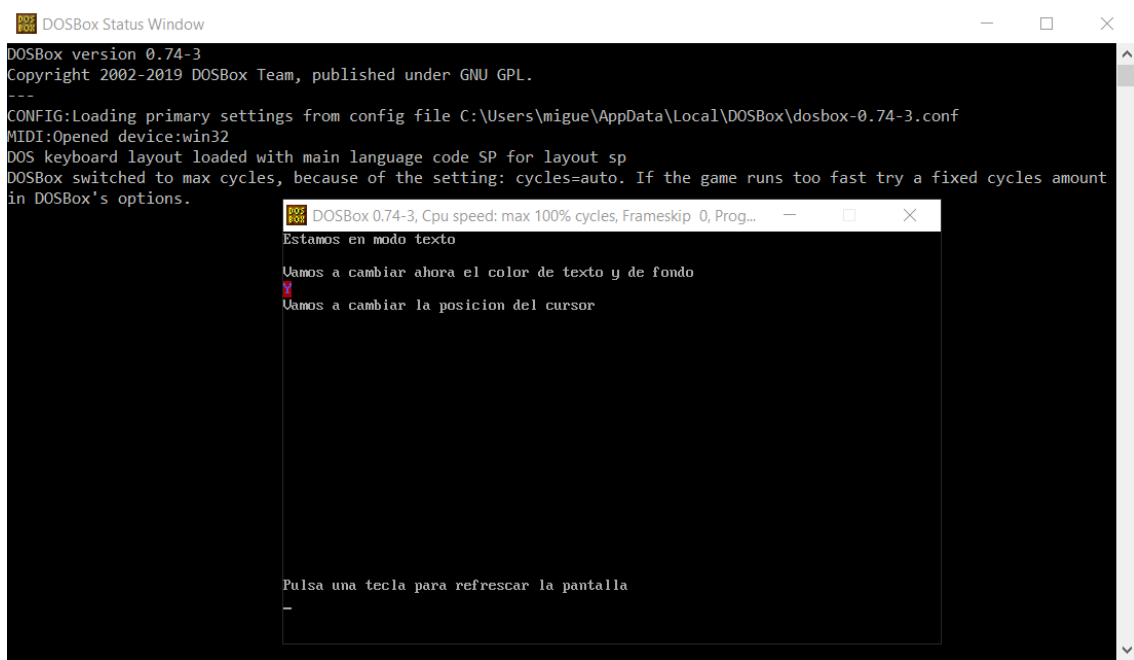 DOSBox Status Window
DOSBox version 0.74-3
Copyright 2002-2019 DOSBox Team, published under GNU GPL.
---
CONFIG:Loading primary settings from config file C:\Users\migue\AppData\Local\DOSBox\dosbox-0.74-3.conf
MIDI:Opened device:win32
DOS keyboard layout loaded with main language code SP for layout sp
DOSBox switched to max cycles, because of the setting: cycles=auto. If the game runs too fast try a fixed cycles amount
in DOSBox's options.
DOSBox 0.74-3, Cpu speed: max 100% cycles, Frameskip 0, Prog...
Estamos en modo texto
Vamos a cambiar ahora el color de texto y de fondo
Y
Vamos a cambiar la posicion del cursor
Pulsa una tecla para refrescar la pantalla